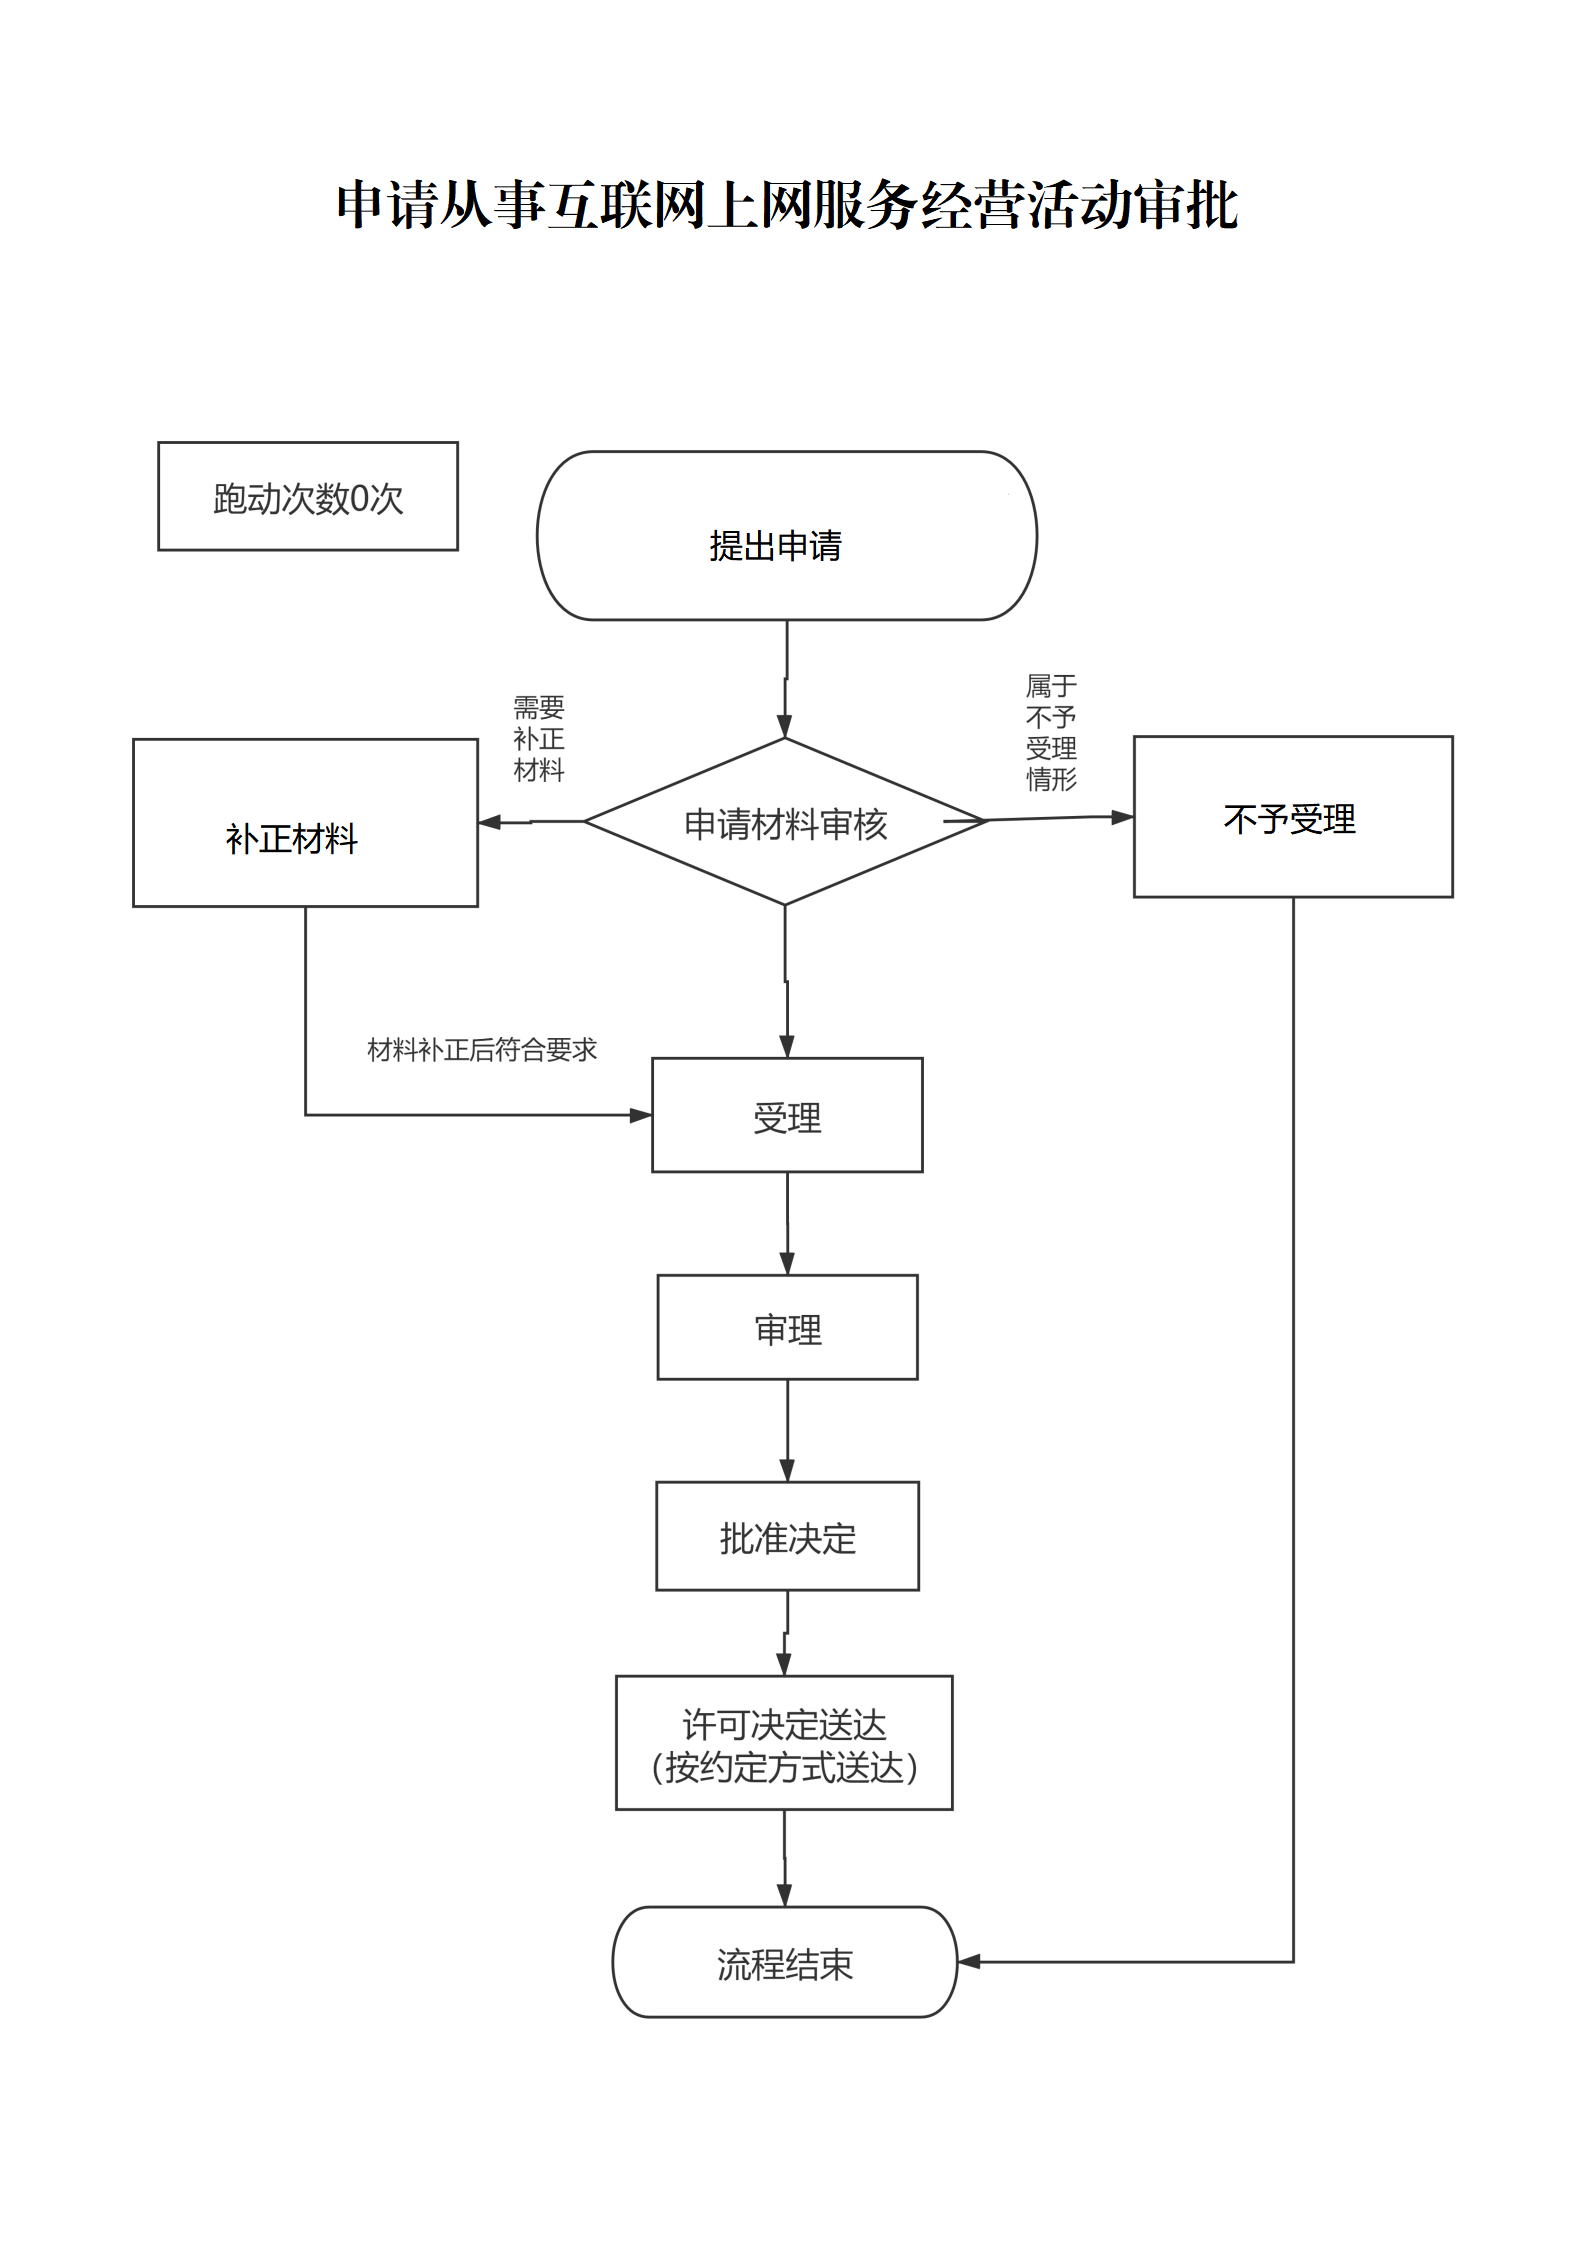 申请从事互联网上网服务经营活动审批
跑动次数0次
提出申请
需要
补正
材料
属于
不予
受理
情形
补正材料
申请材料审核
不予受理
材料补正后符合要求
受理
审理
批准决定
许可决定送达
（按约定方式送达）
流程结束